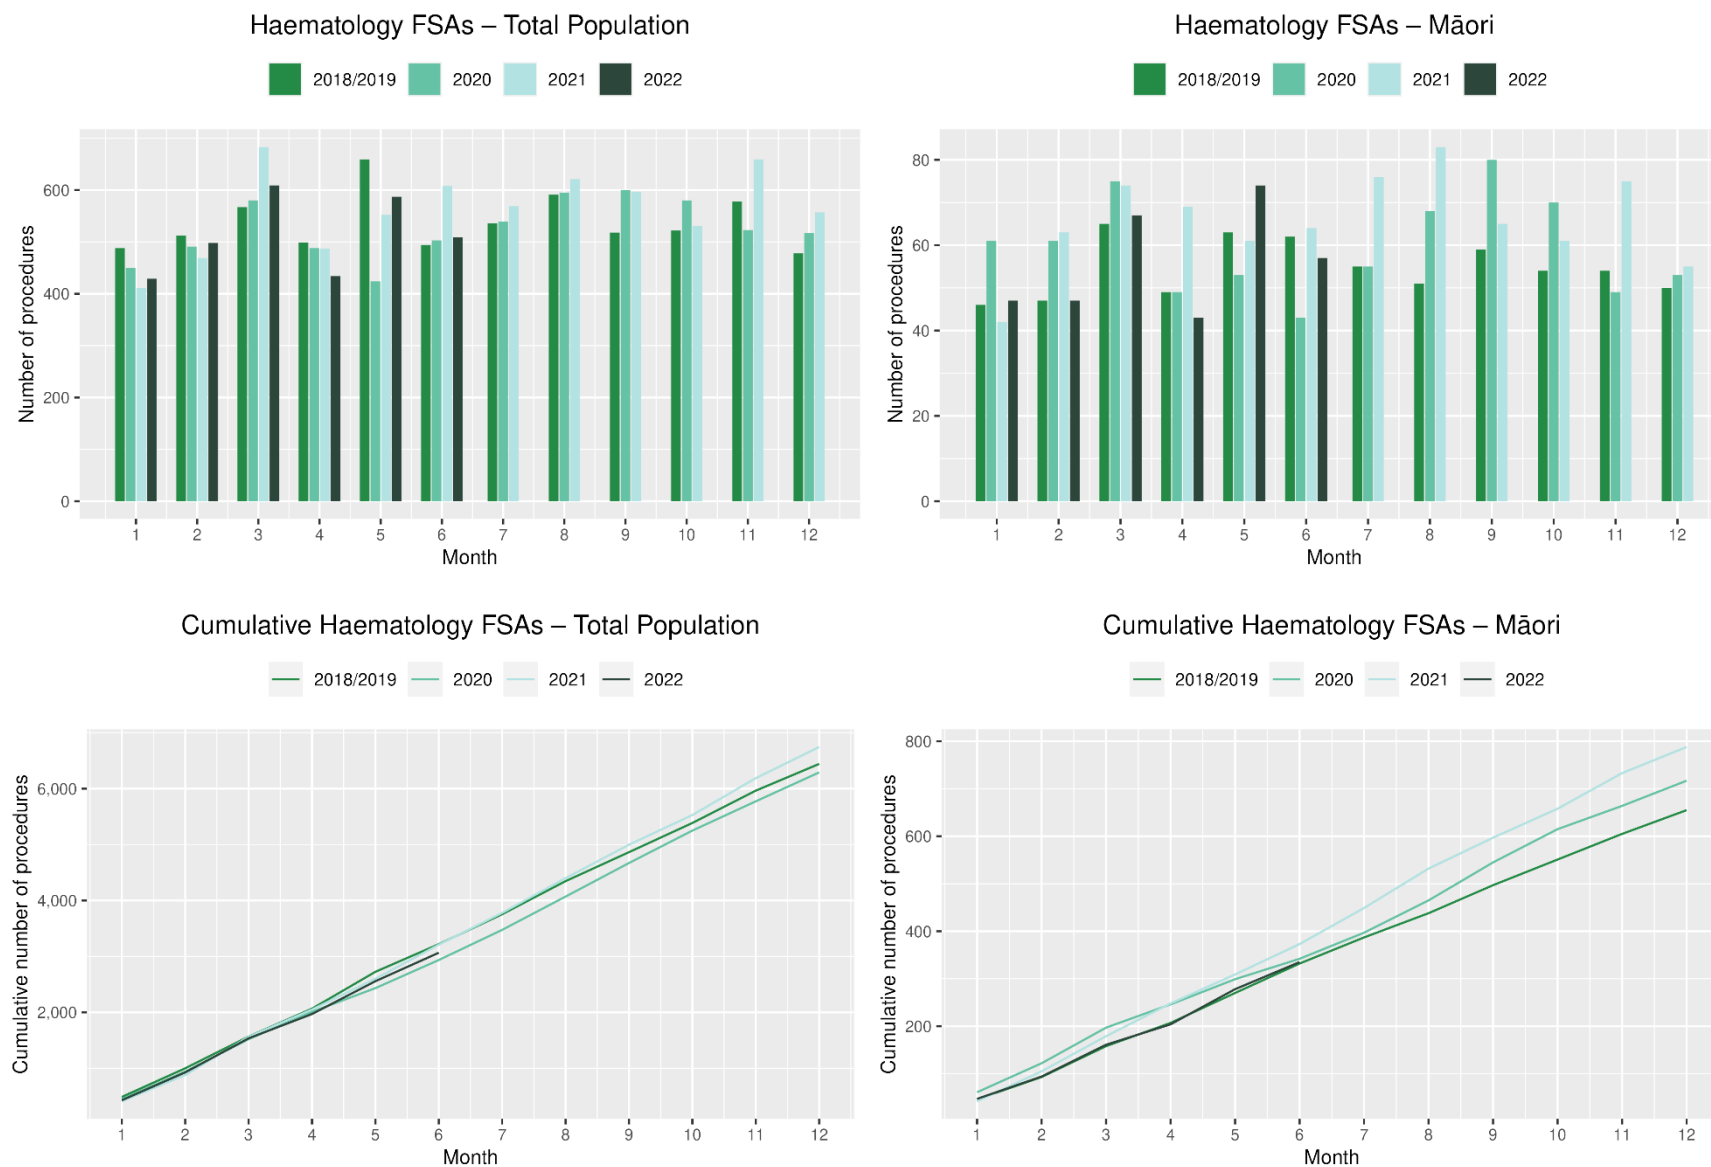 Haematology FSAs – Total Population
2018/2019 2020 2021 2022
Number of procedures
600
400
200
0
1 2 3 4 5 6 7 8 9 10 11 12
Month
Haematology FSAs – Māori
2018/2019 2020 2021 2022
Number of procedures
80
60
40
20
0
1 2 3 4 5 6 7 8 9 10 11 12
Month
Cumulative Haematology FSAs – Total Population
2018/2019 2020 2021 2022
Cumulative number of procedures
6,000
4,000
2,000
1 2 3 4 5 6 7 8 9 10 11 12
Month
Cumulative Haematology FSAs – Māori
2018/2019 2020 2021 2022
Cumulative number of procedures
800
600
400
200
1 2 3 4 5 6 7 8 9 10 11 12
Month